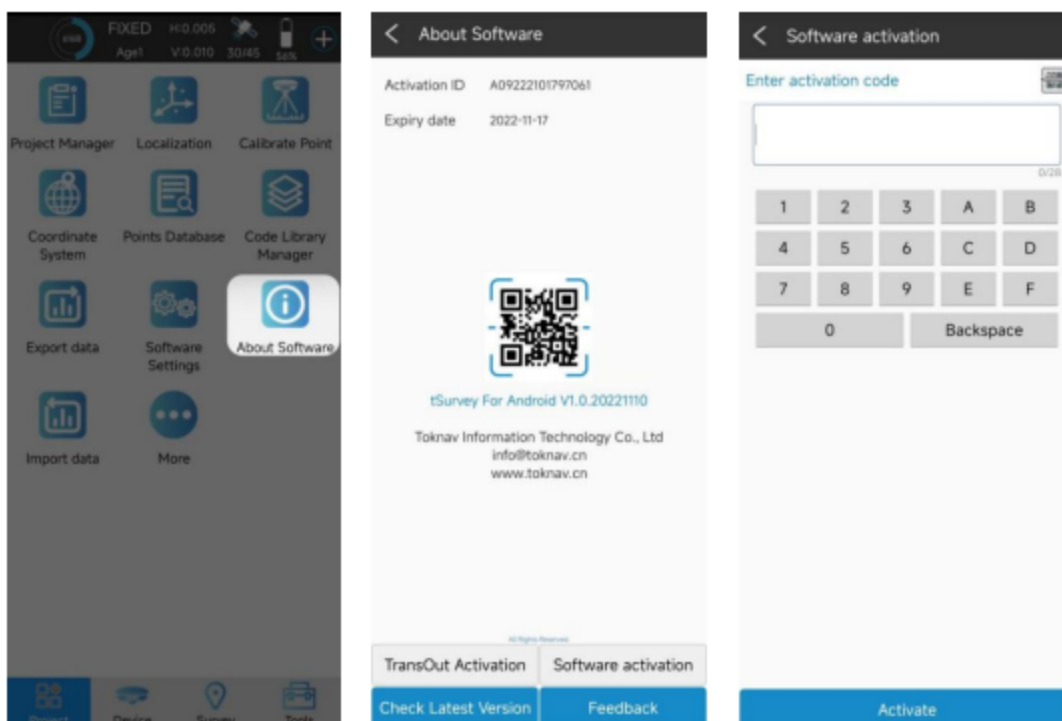 FIXED H:0.005
Age1 V:0.010 30/45 56%
Project Manager Localization Calibrate Point
Coordinate System Points Database Code Library Manager
Export data Software Settings About Software
Import data More
Project Device Survey Tools
About Software
Activation ID A09222101797061
Expiry date 2022-11-17
tSurvey For Android V1.0.20221110
Toknav Information Technology Co., Ltd
info@toknav.cn
www.toknav.cn
All Rights Reserved.
TransOut Activation Software activation
Check Latest Version Feedback
Software activation
Enter activation code
0/28
1 2 3 A B
4 5 6 C D
7 8 9 E F
0 Backspace
Activate